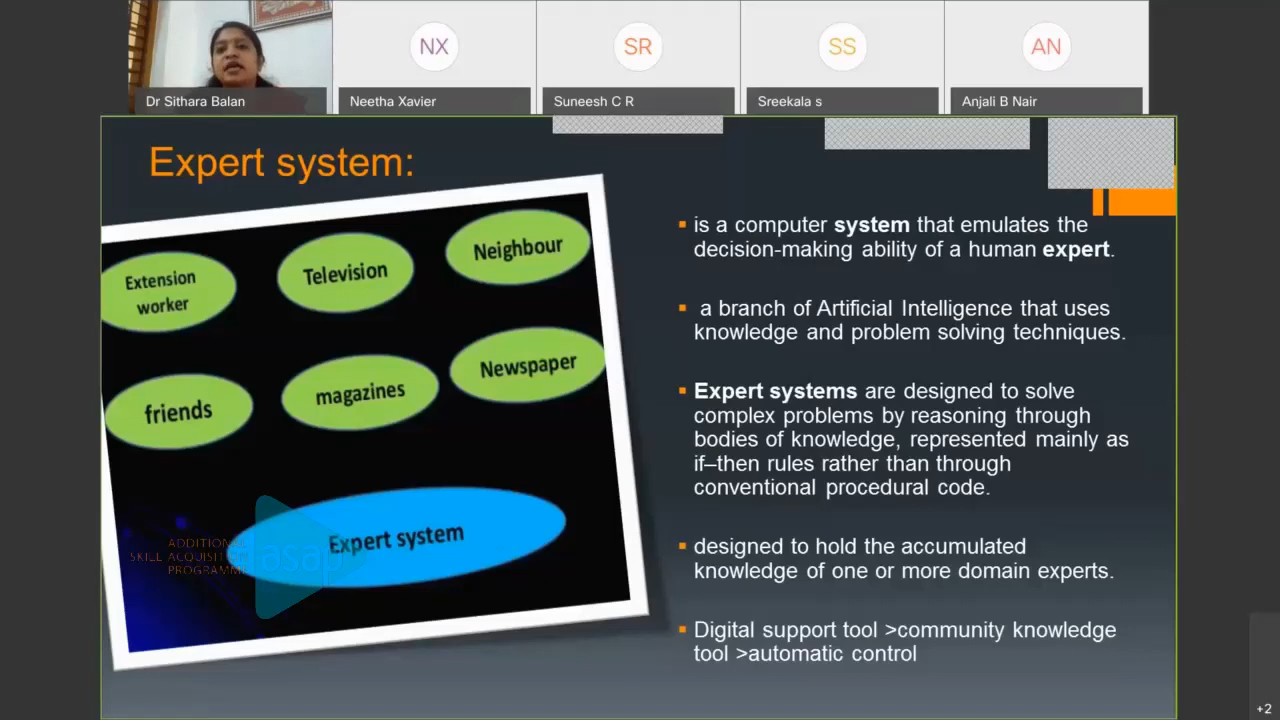 NX
SR
SS
AN
Dr Sithara Balan
Neetha Xavier
Suneesh C R
Sreekala s
Anjali B Nair
Expert system:
Extension
worker
Television
Neighbour
friends
magazines
Newspaper
Expert system
ADDITIONAL
SKILL ACQUISITION
PROGRAMME
asap
▪ is a computer system that emulates the
decision-making ability of a human expert.
▪ a branch of Artificial Intelligence that uses
knowledge and problem solving techniques.
▪ Expert systems are designed to solve
complex problems by reasoning through
bodies of knowledge, represented mainly as
if–then rules rather than through
conventional procedural code.
▪ designed to hold the accumulated
knowledge of one or more domain experts.
▪ Digital support tool >community knowledge
tool >automatic control
+2